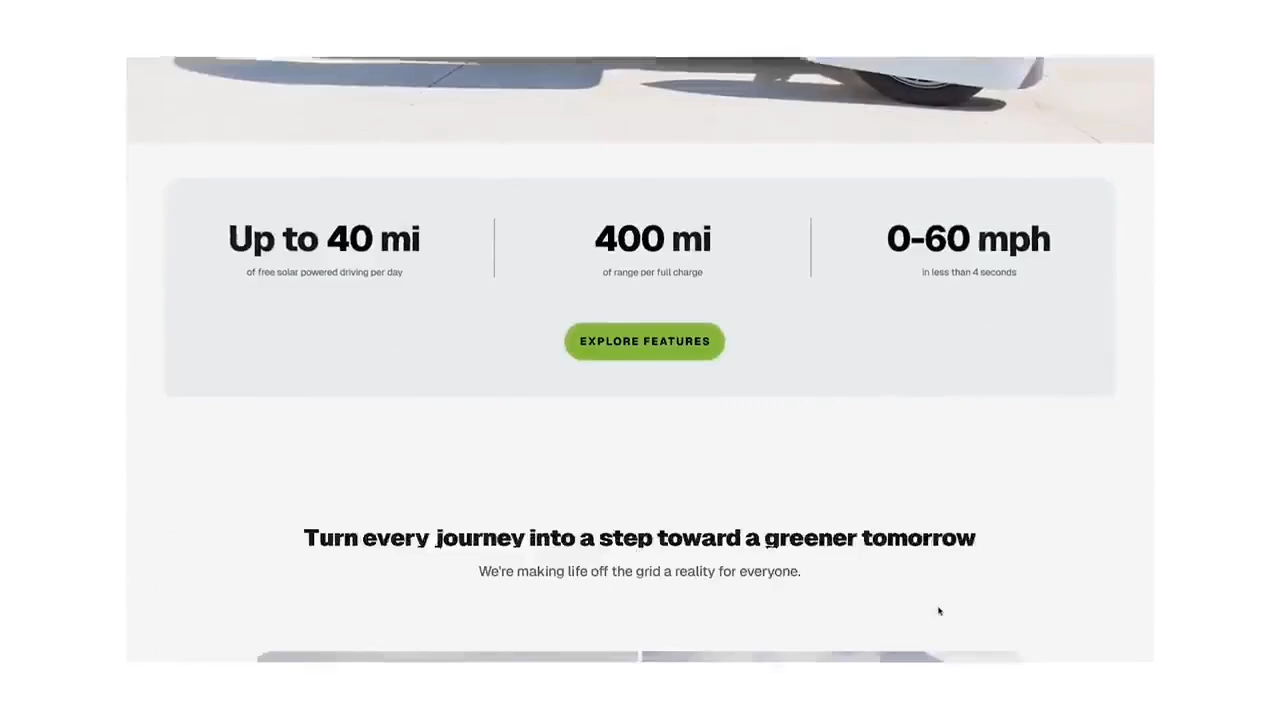 Up to 40 mi
of free solar powered driving per day
400 mi
of range per full charge
0-60 mph
in less than 4 seconds
EXPLORE FEATURES
Turn every journey into a step toward a greener tomorrow
We're making life off the grid a reality for everyone.